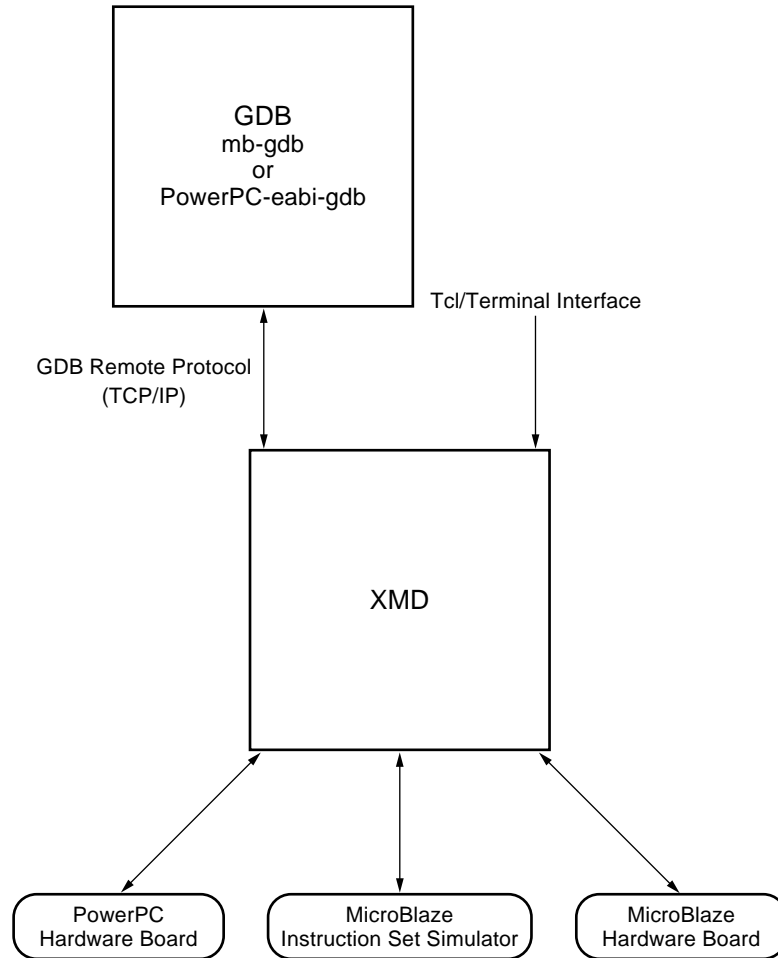 GDB
mb-gdb
or
PowerPC-eabi-gdb
Tcl/Terminal Interface
GDB Remote Protocol
(TCP/IP)
XMD
PowerPC
Hardware Board
MicroBlaze
Instruction Set Simulator
MicroBlaze
Hardware Board